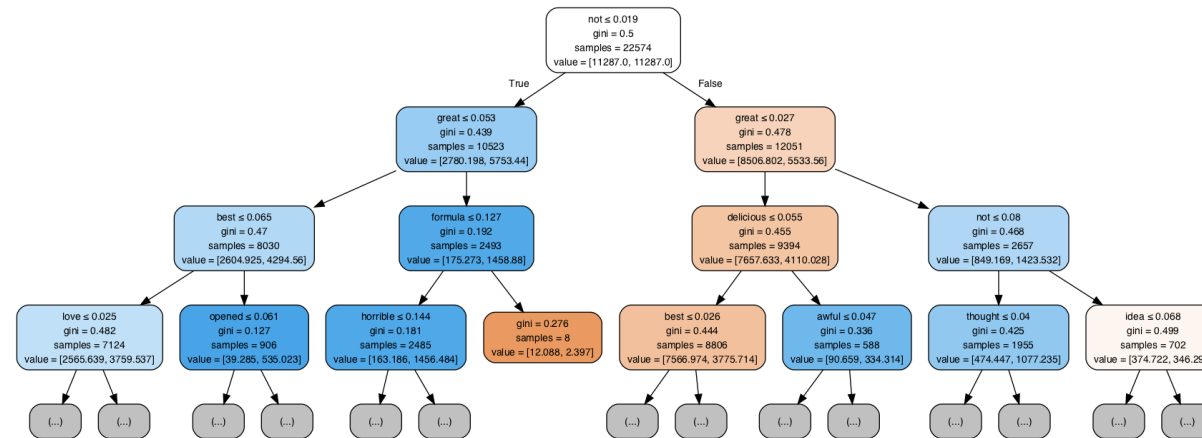 not ≤ 0.019
gini = 0.5
samples = 22574
value = [11287.0, 11287.0]
True
False
great ≤ 0.053
gini = 0.439
samples = 10523
value = [2780.198, 5753.44]
great ≤ 0.027
gini = 0.478
samples = 12051
value = [8506.802, 5533.56]
best ≤ 0.065
gini = 0.47
samples = 8030
value = [2604.925, 4294.56]
formula ≤ 0.127
gini = 0.192
samples = 2493
value = [175.273, 1458.88]
delicious ≤ 0.055
gini = 0.455
samples = 9394
value = [7657.633, 4110.028]
not ≤ 0.08
gini = 0.468
samples = 2657
value = [849.169, 1423.532]
love ≤ 0.025
gini = 0.482
samples = 7124
value = [2565.639, 3759.537]
opened ≤ 0.061
gini = 0.127
samples = 906
value = [39.285, 535.023]
horrible ≤ 0.144
gini = 0.181
samples = 2485
value = [163.186, 1456.484]
gini = 0.276
samples = 8
value = [12.088, 2.397]
best ≤ 0.026
gini = 0.444
samples = 8806
value = [7566.974, 3775.714]
awful ≤ 0.047
gini = 0.336
samples = 588
value = [90.659, 334.314]
thought ≤ 0.04
gini = 0.425
samples = 1955
value = [474.447, 1077.235]
idea ≤ 0.068
gini = 0.499
samples = 702
value = [374.722, 346.29
(...)
(...)
(...)
(...)
(...)
(...)
(...)
(...)
(...)
(...)
(...)
(...)
(...)
(...)